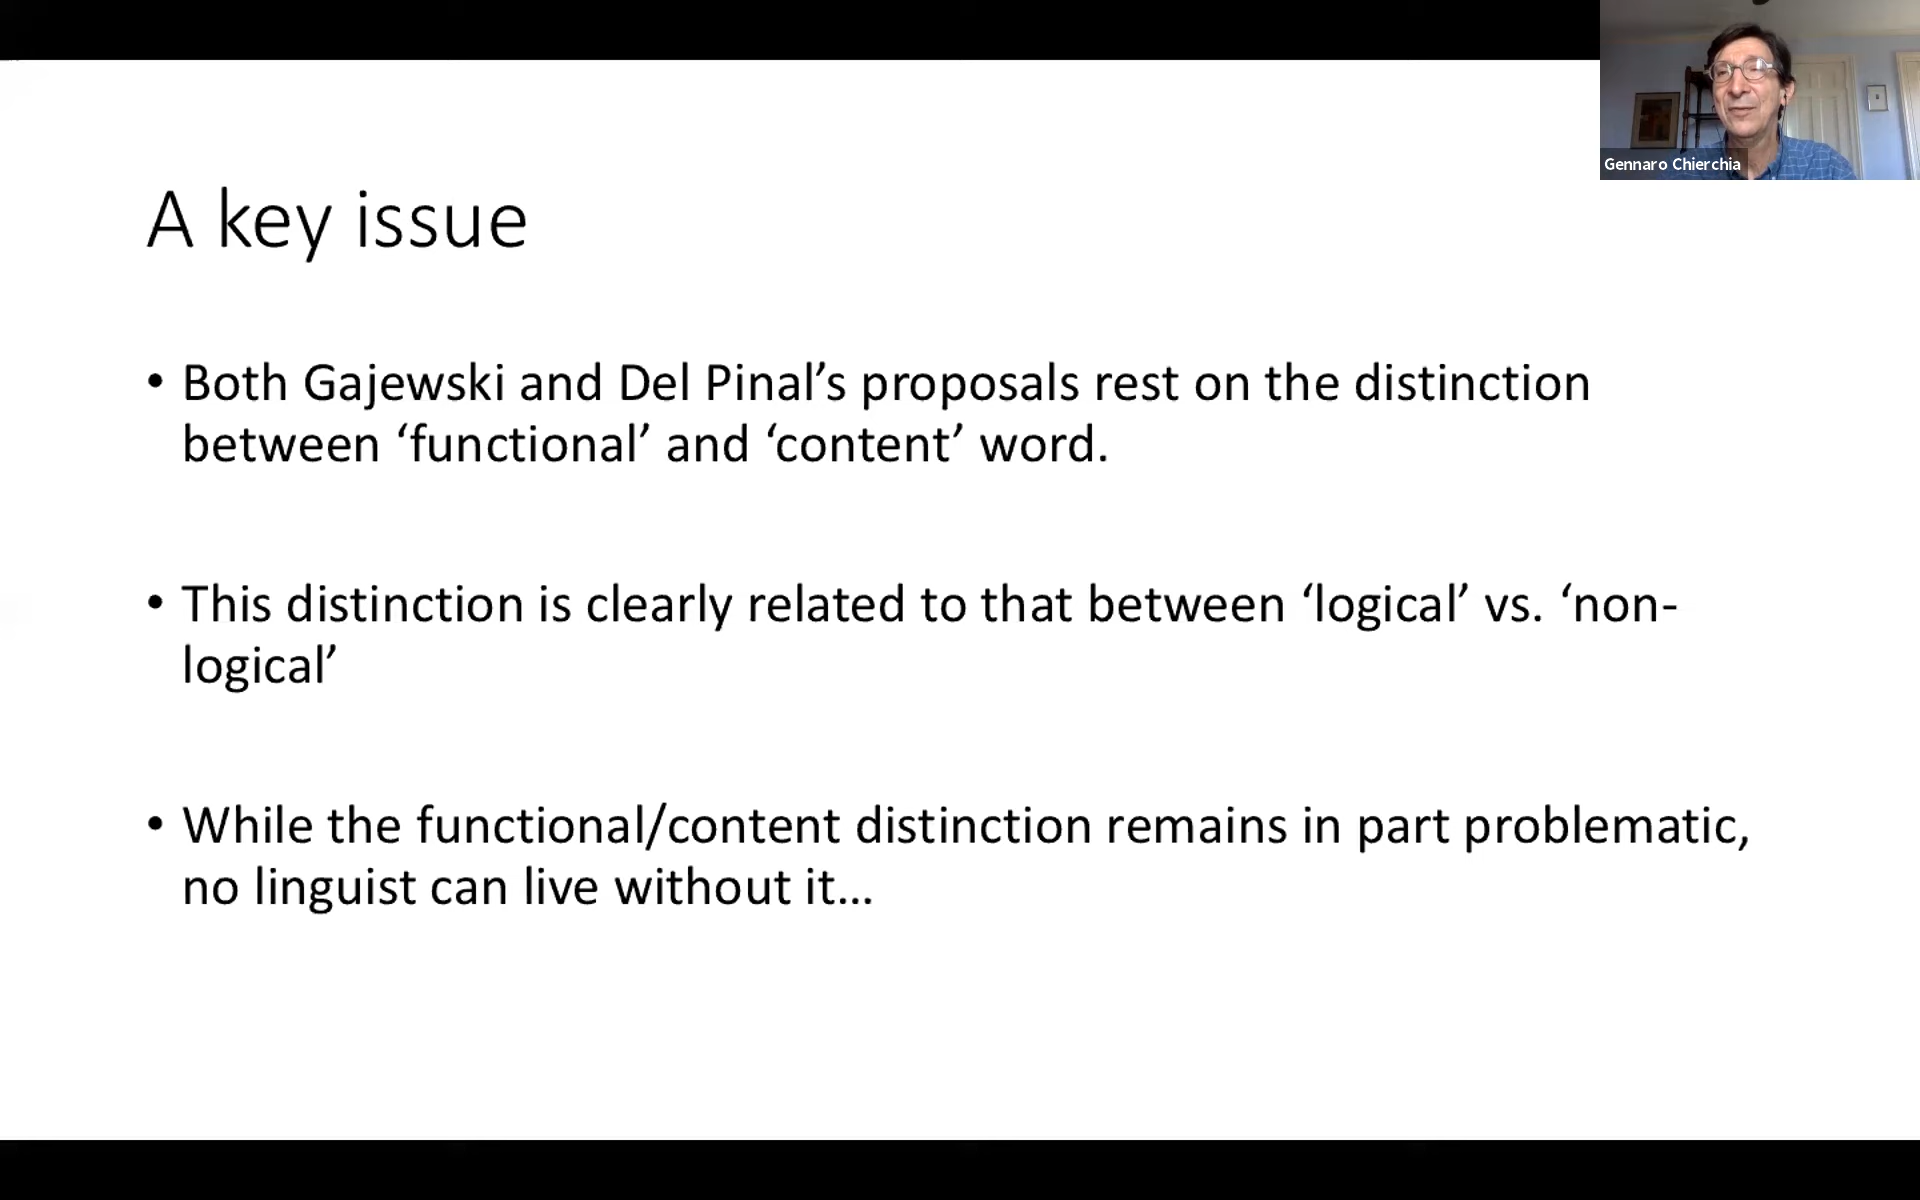 Gennaro Chierchia
A key issue
• Both Gajewski and Del Pinal’s proposals rest on the distinction
between ‘functional’ and ‘content’ word.
• This distinction is clearly related to that between ‘logical’ vs. ‘non-
logical’
• While the functional/content distinction remains in part problematic,
no linguist can live without it…